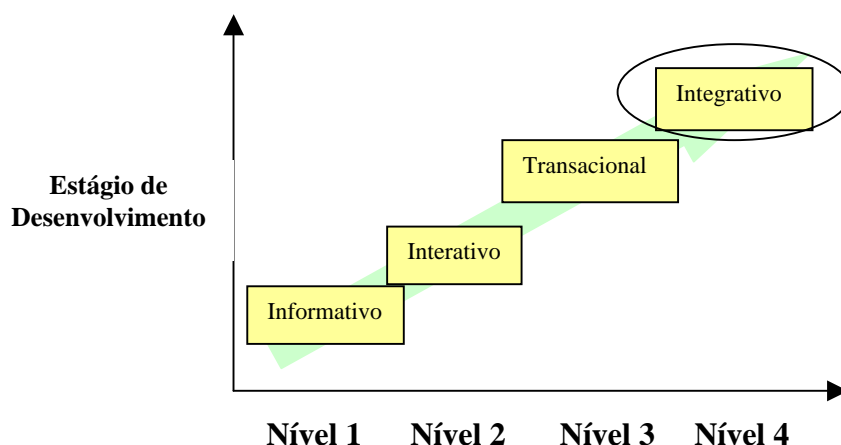 Integrativo
Transacional
Estágio de
Desenvolvimento
Interativo
Informativo
Nível 1 Nível 2 Nível 3 Nível 4